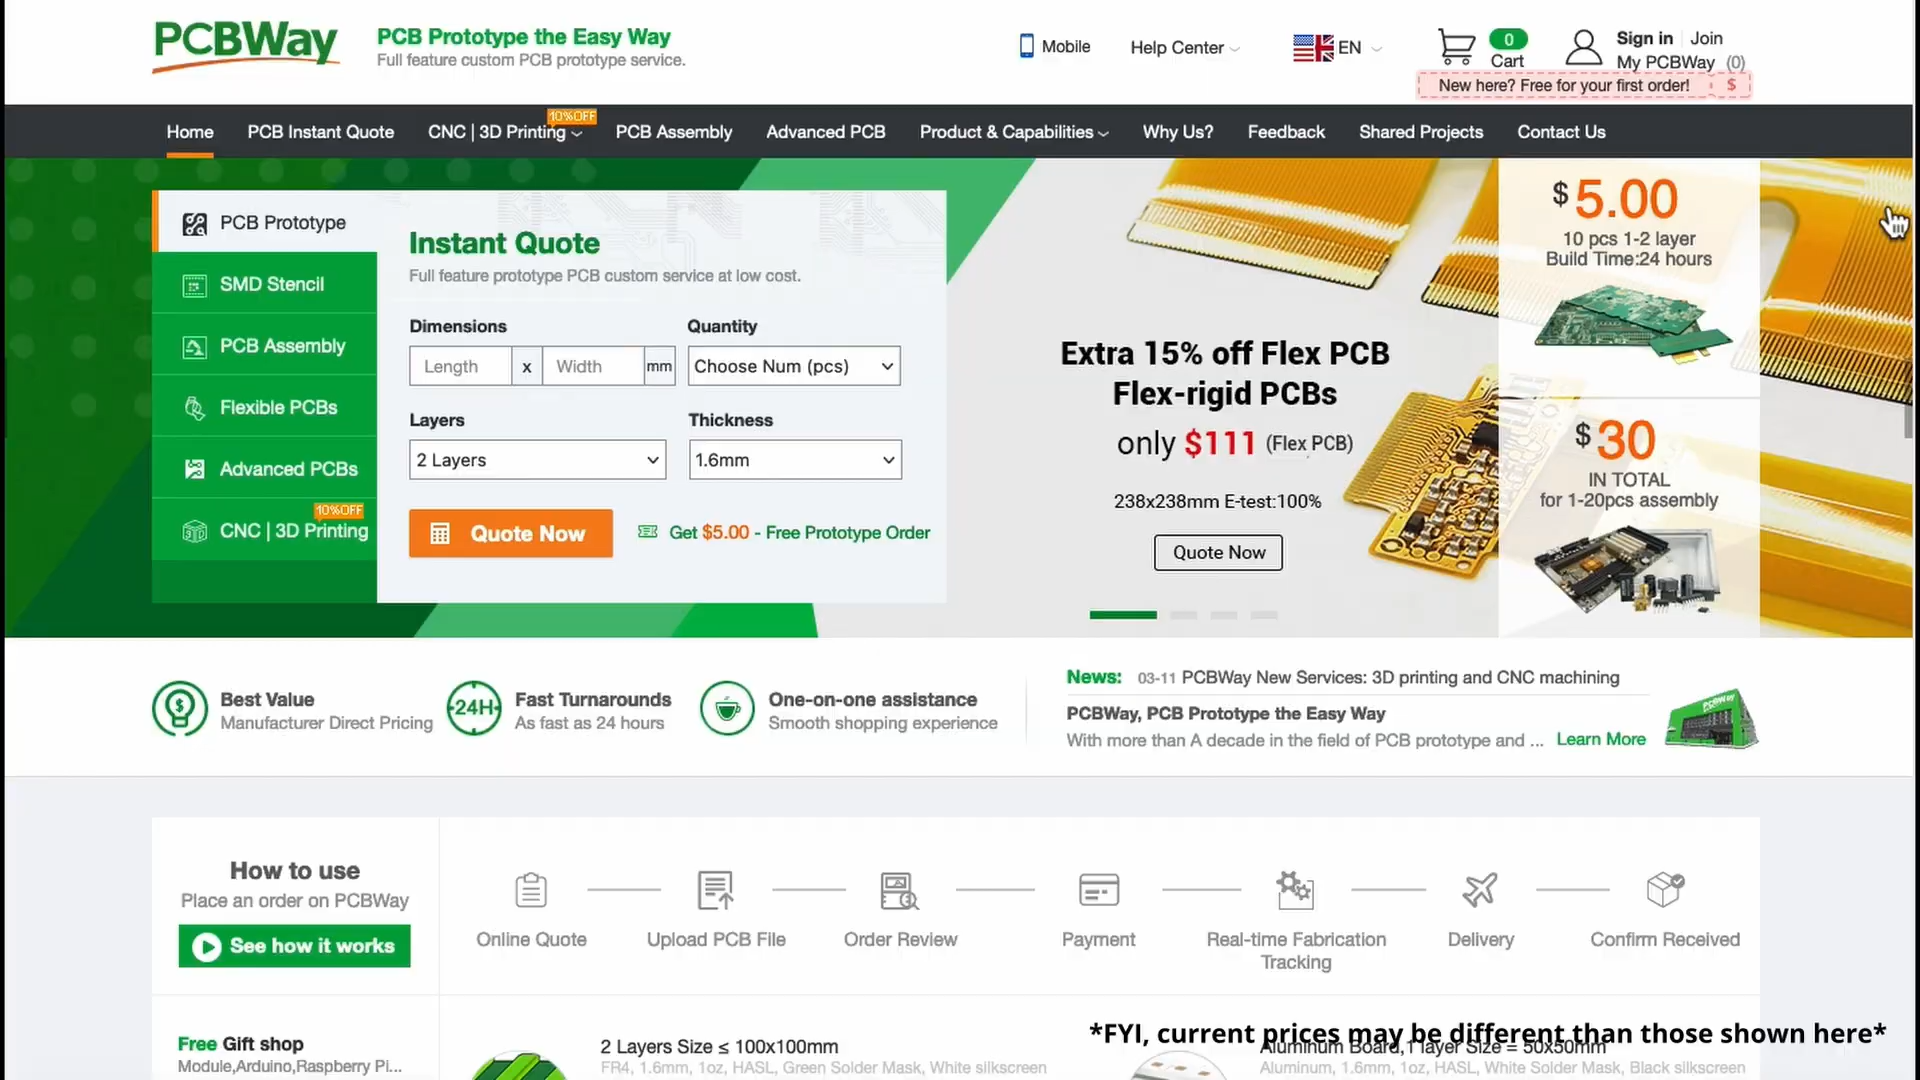 PCBWay
PCB Prototype the Easy Way
Full feature custom PCB prototype service.
Mobile
Help Center
EN
0
Cart
Sign in | Join
My PCBWay (0)
New here? Free for your first order! $
Home
PCB Instant Quote
CNC | 3D Printing
10%OFF
PCB Assembly
Advanced PCB
Product & Capabilities
Why Us?
Feedback
Shared Projects
Contact Us
PCB Prototype
SMD Stencil
PCB Assembly
Flexible PCBs
Advanced PCBs
10%OFF
CNC | 3D Printing
Instant Quote
Full feature prototype PCB custom service at low cost.
Dimensions
Quantity
Length x Width mm
Choose Num (pcs)
Layers
Thickness
2 Layers
1.6mm
Quote Now
Get $5.00 - Free Prototype Order
Extra 15% off Flex PCB
Flex-rigid PCBs
only $111 (Flex PCB)
238x238mm E-test:100%
Quote Now
$5.00
10 pcs 1-2 layer
Build Time:24 hours
$30
IN TOTAL
for 1-20pcs assembly
Best Value
Manufacturer Direct Pricing
24H
Fast Turnarounds
As fast as 24 hours
One-on-one assistance
Smooth shopping experience
News: 03-11 PCBWay New Services: 3D printing and CNC machining
PCBWay, PCB Prototype the Easy Way
With more than A decade in the field of PCB prototype and ... Learn More
How to use
Place an order on PCBWay
See how it works
Online Quote
Upload PCB File
Order Review
Payment
Real-time Fabrication
Tracking
Delivery
Confirm Received
Free Gift shop
Module,Arduino,Raspberry Pi...
2 Layers Size ≤ 100x100mm
FR4, 1.6mm, 1oz, HASL, Green Solder Mask, White silkscreen
*FYI, current prices may be different than those shown here*
Aluminum Board,1 layer Size = 50x50mm
Aluminum, 1.6mm, 1oz, HASL, White Solder Mask, Black silkscreen